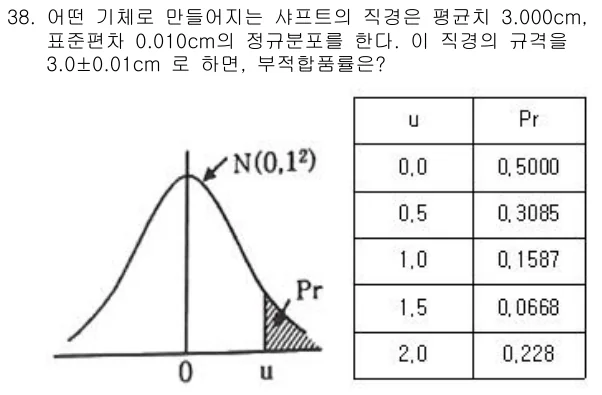 38. 어떤 기체로 만들어지는 샤프트의 직경은 평균치 3.000cm,
표준편차 0.010cm의 정규분포를 한다. 이 직경의 규격을
3.0±0.01cm 로 하면, 부적합품률은?
N(0,1²)
Pr
0
u
u Pr
0,0 0,5000
0,5 0,3085
1,0 0,1587
1,5 0,0668
2,0 0,228